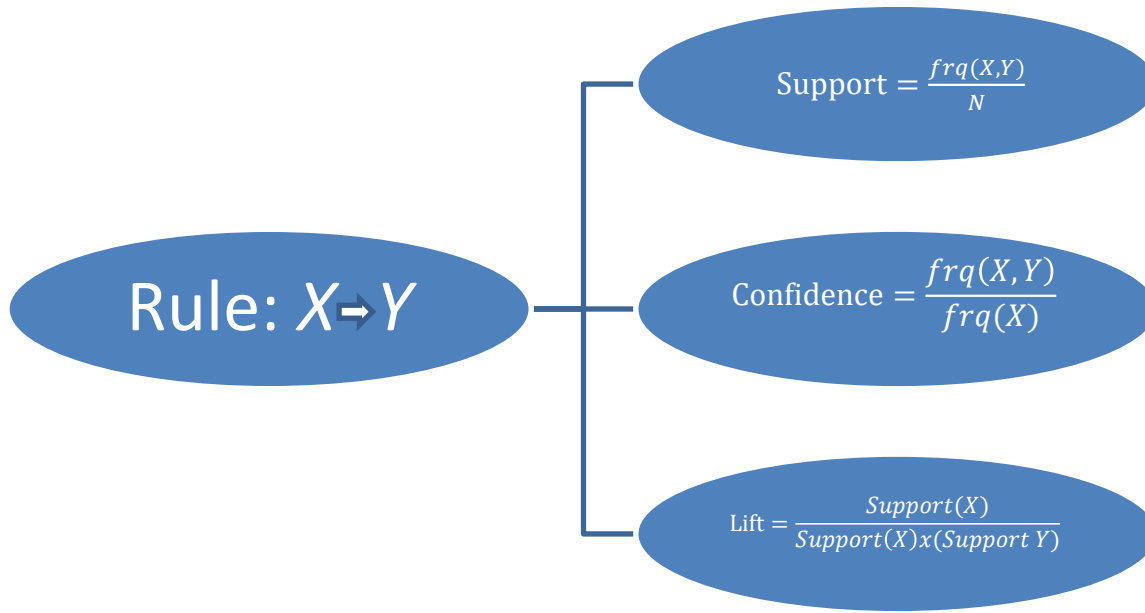 Rule: X⇨Y
Support = frq(X,Y)/N
Confidence = frq(X,Y)/frq(X)
Lift = Support(X)/Support(X)x(Support Y)